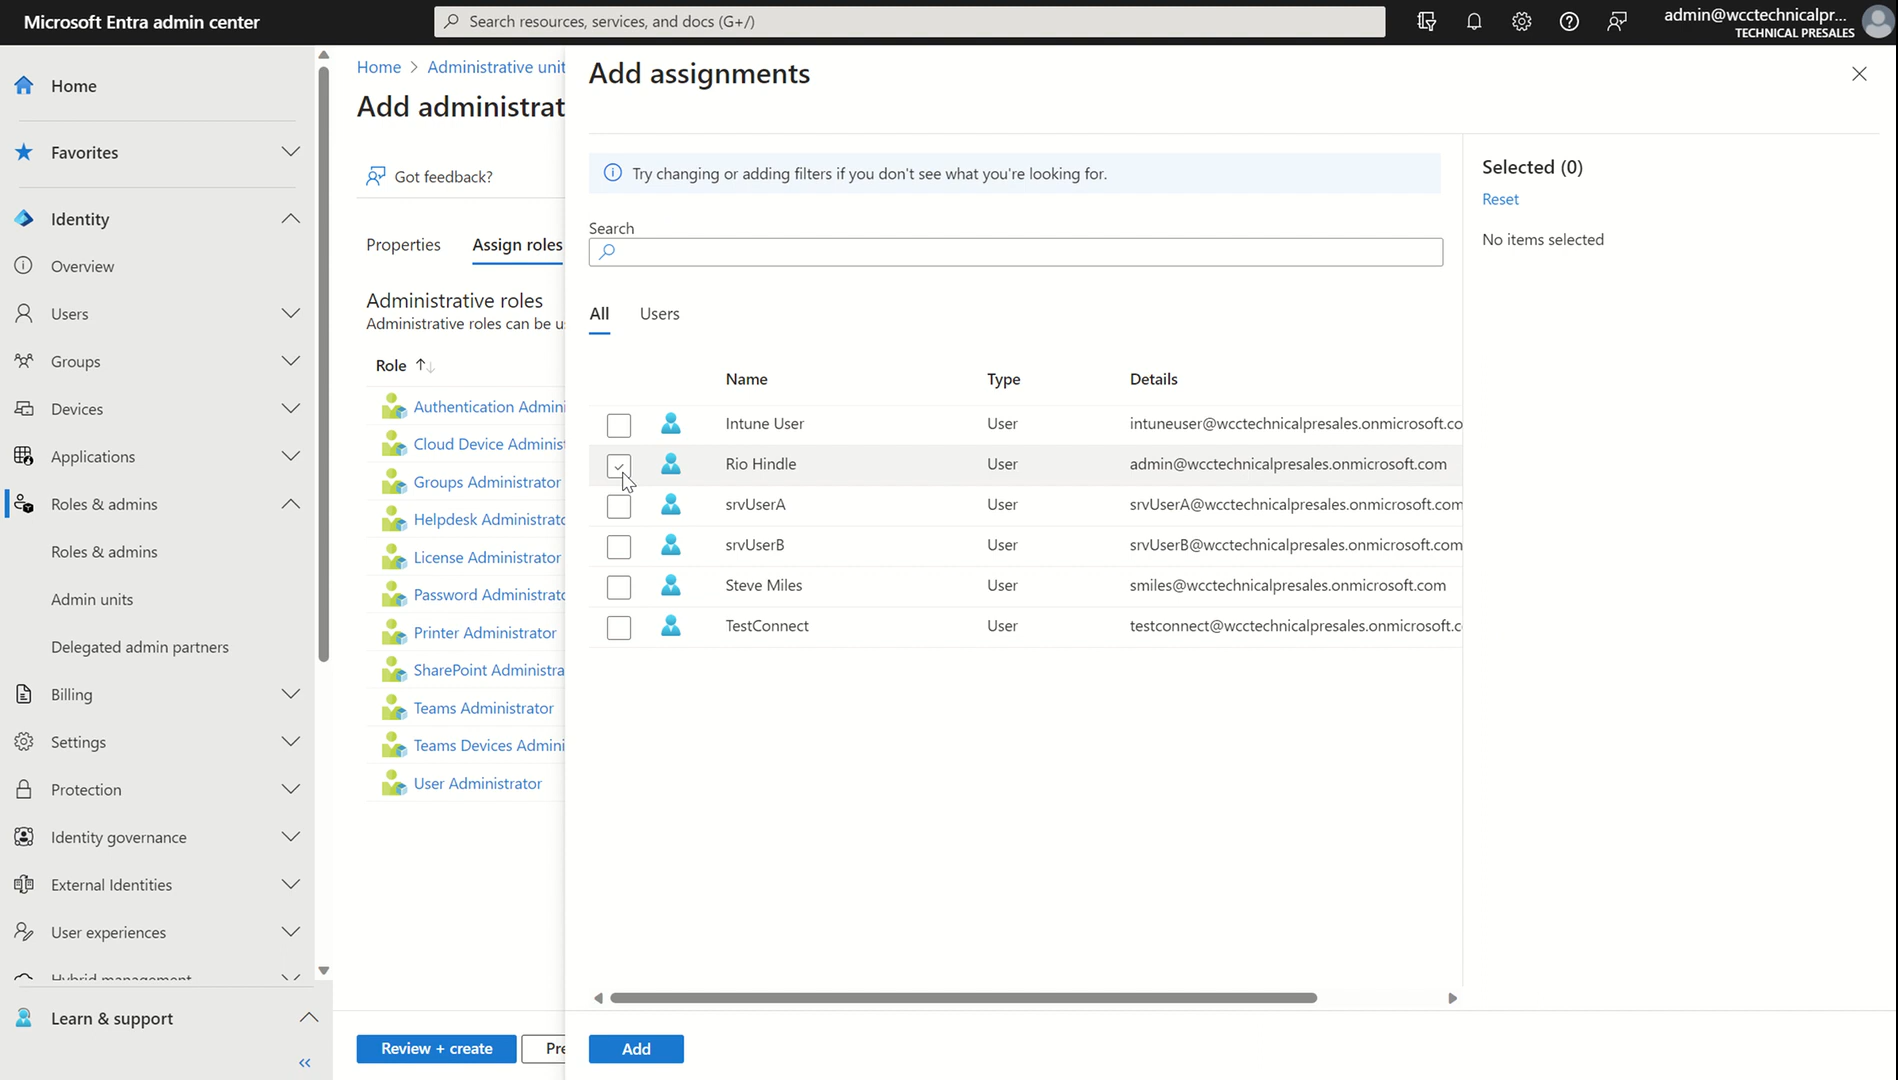 Microsoft Entra admin center
Search resources, services, and docs (G+/)
admin@wcctechnicalpr...
TECHNICAL PRESALES
Home
Favorites
Identity
Overview
Users
Groups
Devices
Applications
Roles & admins
Roles & admins
Admin units
Delegated admin partners
Billing
Settings
Protection
Identity governance
External Identities
User experiences
Hybrid management
Learn & support
Home > Administrative unit
Add administrat
Got feedback?
Properties
Assign roles
Administrative roles
Administrative roles can be u
Role
Authentication Admini
Cloud Device Administ
Groups Administrator
Helpdesk Administrato
License Administrator
Password Administrato
Printer Administrator
SharePoint Administra
Teams Administrator
Teams Devices Admini
User Administrator
Review + create
Pre
Add assignments
Try changing or adding filters if you don't see what you're looking for.
Search
All
Users
Name Type Details
Intune User User intuneuser@wcctechnicalpresales.onmicrosoft.co
Rio Hindle User admin@wcctechnicalpresales.onmicrosoft.com
srvUserA User srvUserA@wcctechnicalpresales.onmicrosoft.com
srvUserB User srvUserB@wcctechnicalpresales.onmicrosoft.com
Steve Miles User smiles@wcctechnicalpresales.onmicrosoft.com
TestConnect User testconnect@wcctechnicalpresales.onmicrosoft.c
Add
Selected (0)
Reset
No items selected